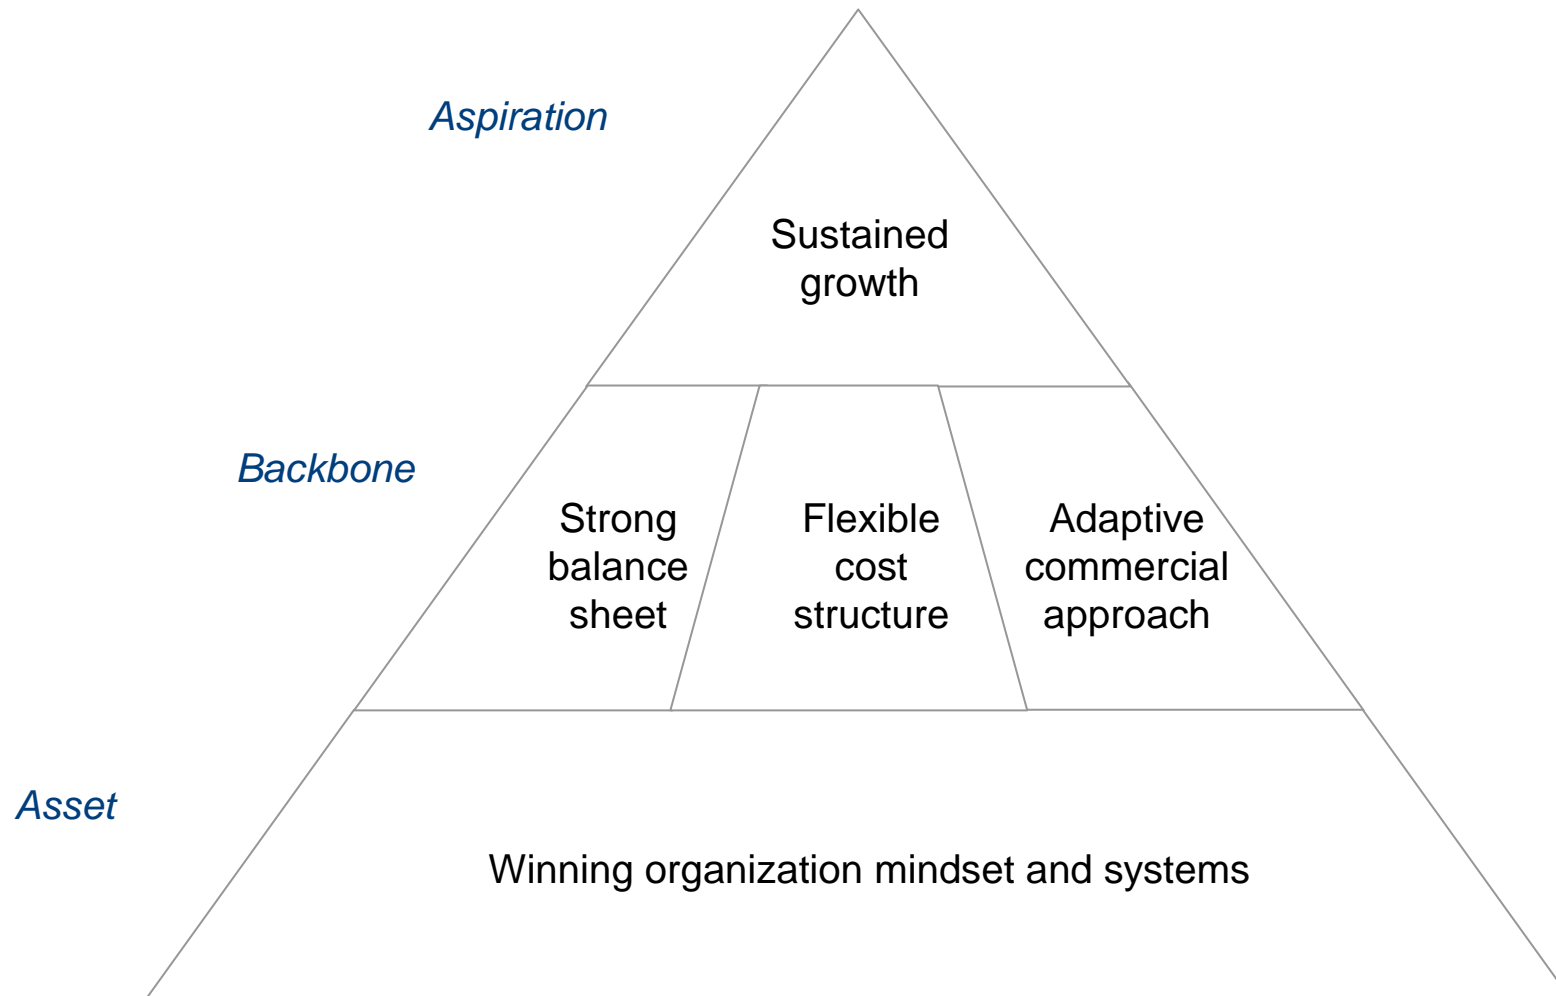 Aspiration
Sustained
growth
Backbone
Strong
balance
sheet
Flexible
cost
structure
Adaptive
commercial
approach
Asset
Winning organization mindset and systems